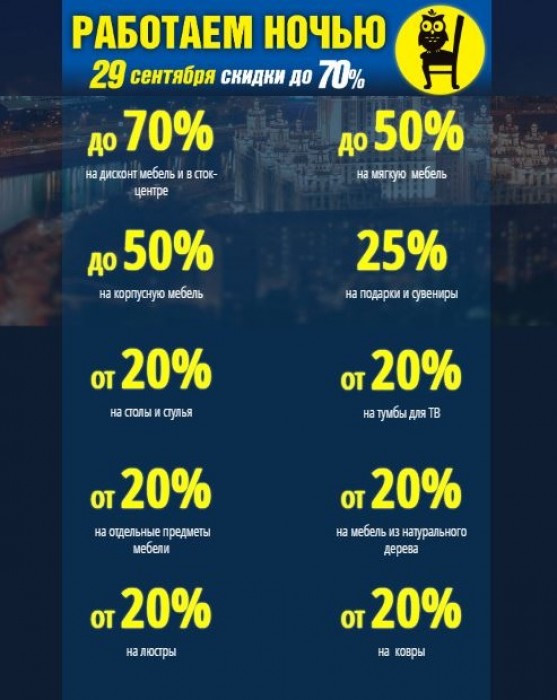 РАБОТАЕМ НОЧЬЮ
29 сентября скидки до 70%
до 70%
на дисконт мебель и в сток-
центре
до 50%
на мягкую мебель
до 50%
на корпусную мебель
25%
на подарки и сувениры
от 20%
на столы и стулья
от 20%
на тумбы для ТВ
от 20%
на отдельные предметы
мебели
от 20%
на мебель из натурального
дерева
от 20%
на люстры
от 20%
на ковры